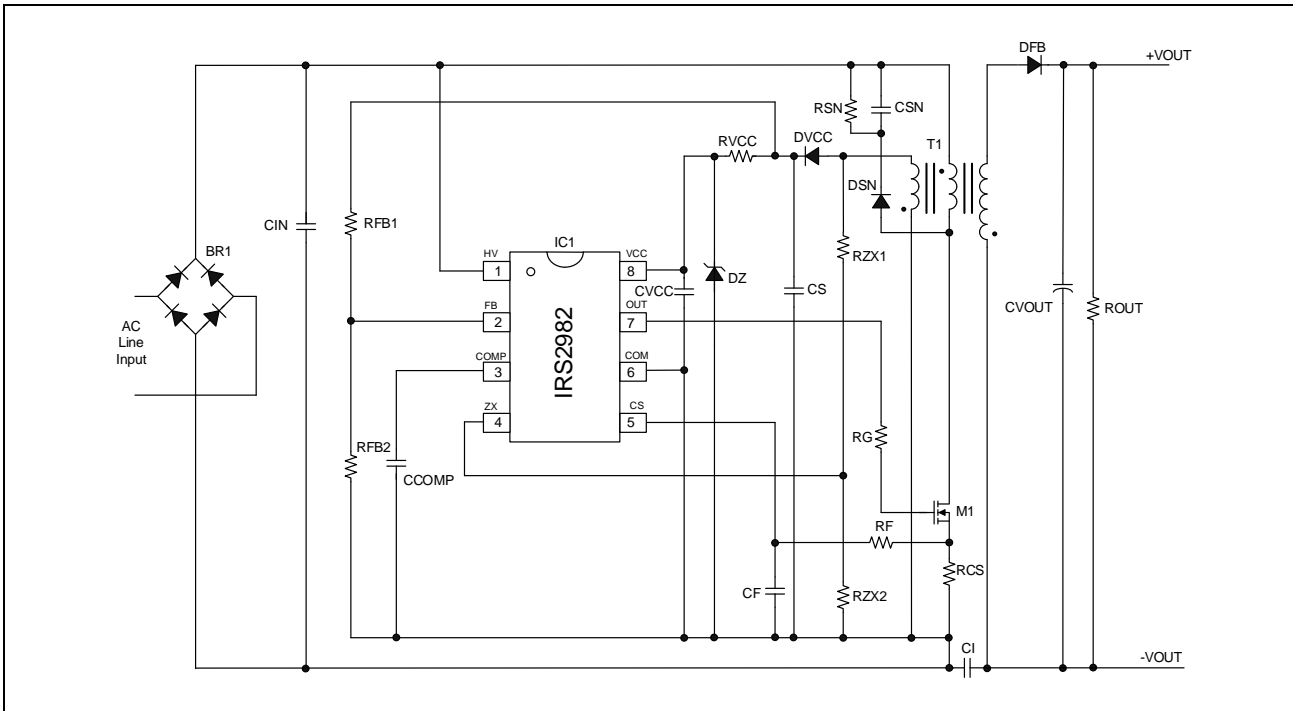 DFB
+VOUT
RSN
CSN
T1
RVCC
DVCC
DSN
CIN
RFB1
BR1
IC1
HV
VCC
1
8
RZX1
DZ
CS
CVCC
FB
OUT
2
7
CVOUT
ROUT
AC
Line
Input
IRS2982
COMP
COM
3
6
ZX
CS
4
5
RG
RFB2
CCOMP
M1
RF
RCS
CF
RZX2
CI
-VOUT